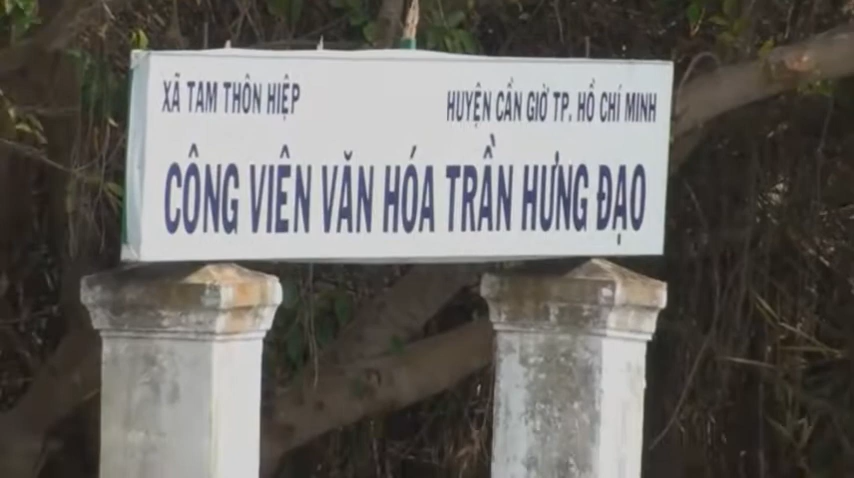 XÃ TAM THÔN HIỆP HUYỆN CẦN GIỜ TP. HỒ CHÍ MINH
CÔNG VIÊN VĂN HÓA TRẦN HƯNG ĐẠO